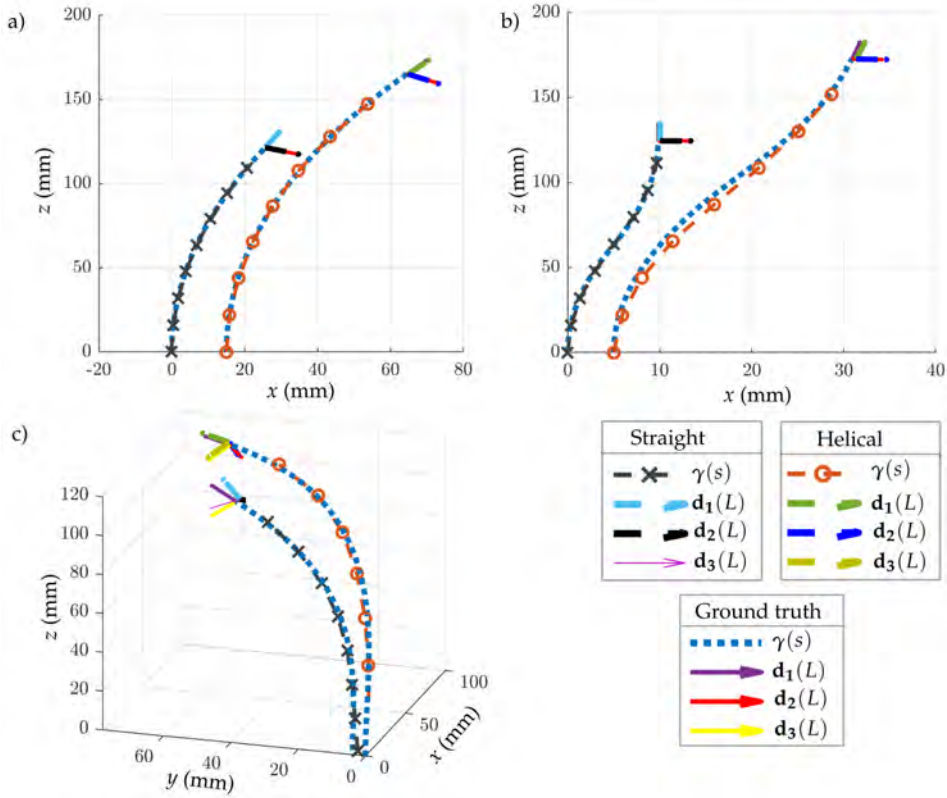 a)
200
150
100
50
0
z (mm)
-20 0 20 40 60 80
x (mm)
b)
200
150
100
50
0
z (mm)
0 10 20 30 40
x (mm)
c)
120
100
80
60
40
20
0
z (mm)
60 40 20 0
y (mm)
0 50 100
x (mm)
Straight
γ(s)
d₁(L)
d₂(L)
d₃(L)
Helical
γ(s)
d₁(L)
d₂(L)
d₃(L)
Ground truth
γ(s)
d₁(L)
d₂(L)
d₃(L)